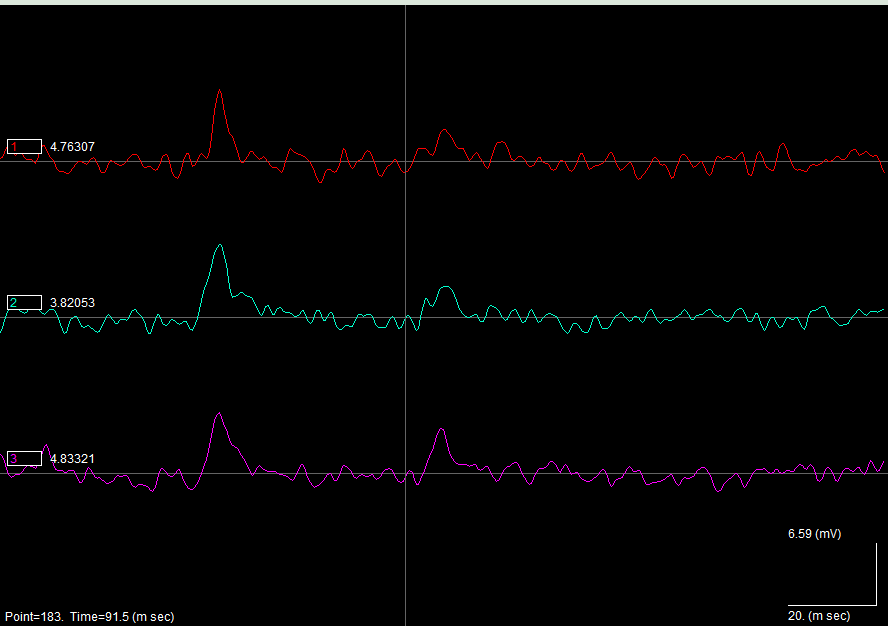 1 4.76307
2 3.82053
3 4.83321
6.59 (mV)
20. (m sec)
Point=183. Time=91.5 (m sec)